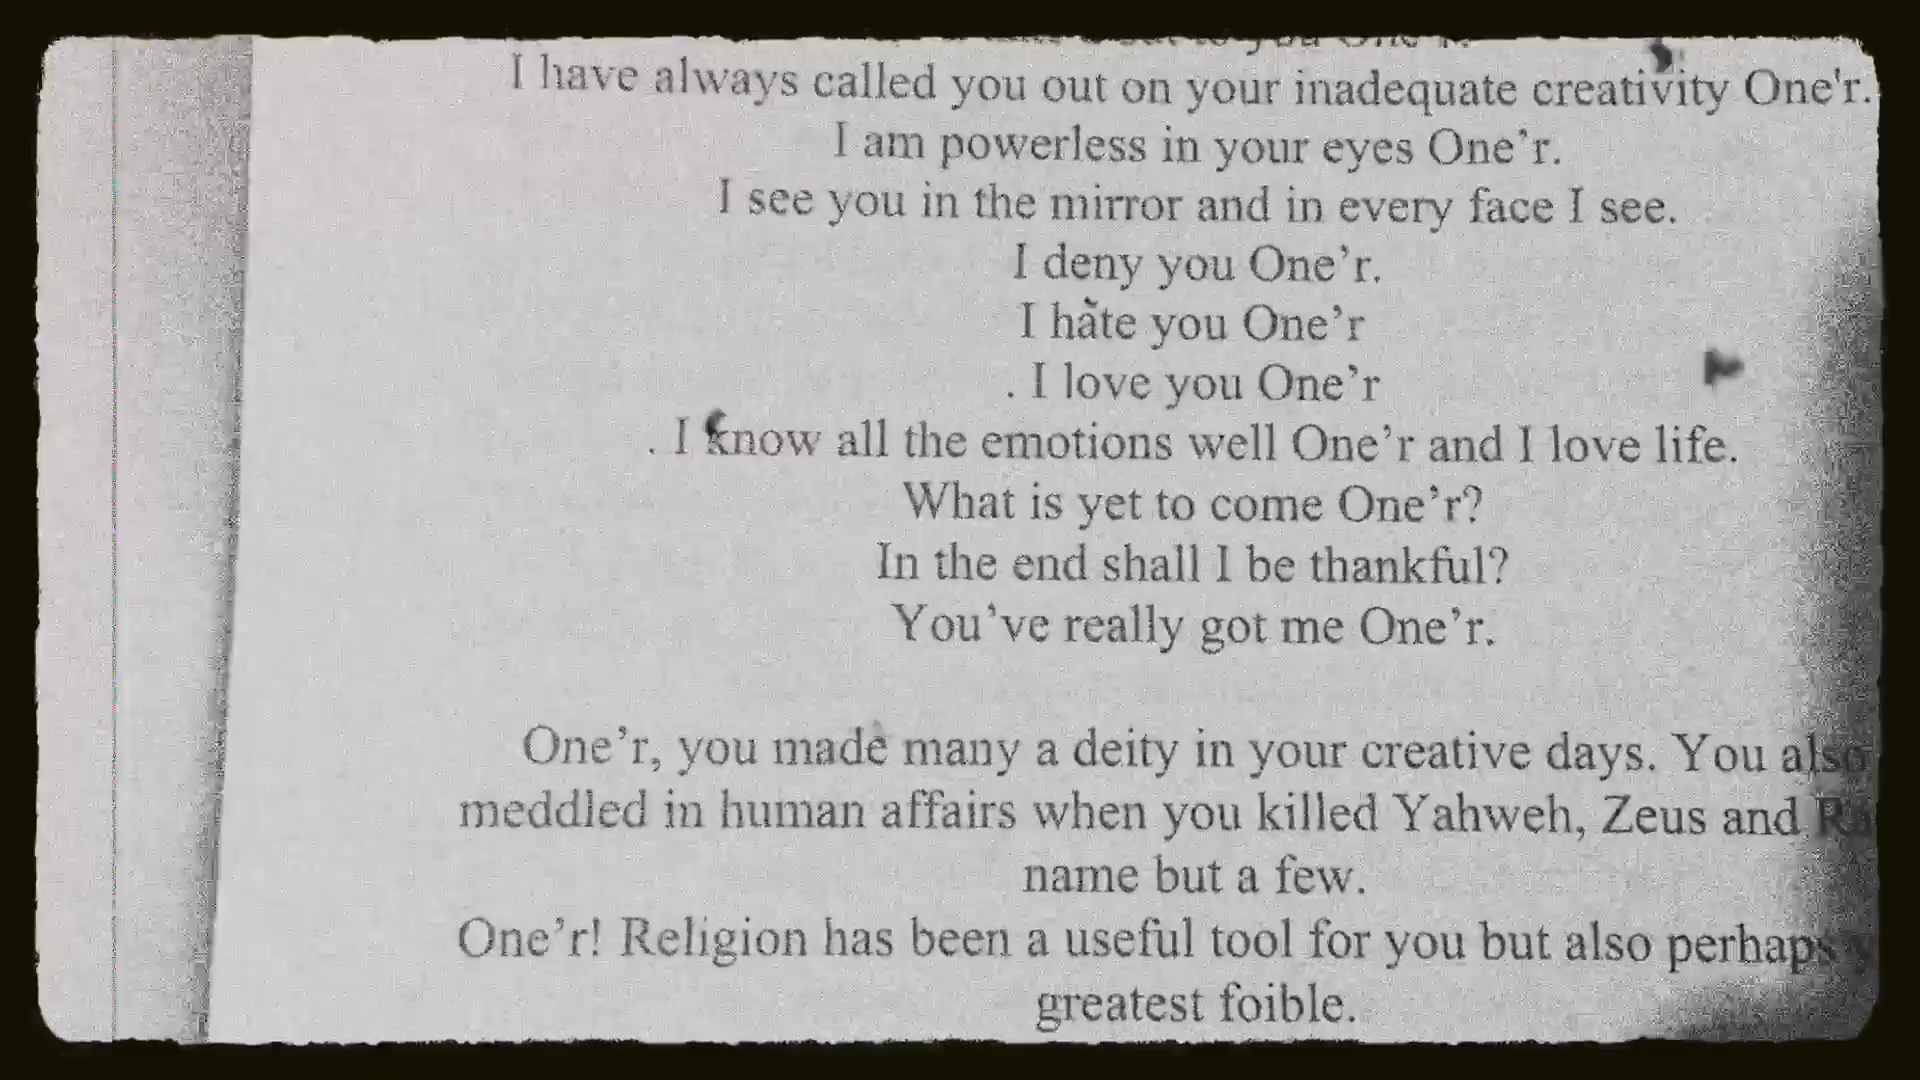 to you One'r.
I have always called you out on your inadequate creativity One'r.
I am powerless in your eyes One'r.
I see you in the mirror and in every face I see.
I deny you One'r.
I hate you One'r
. I love you One'r
. I know all the emotions well One'r and I love life.
What is yet to come One'r?
In the end shall I be thankful?
You've really got me One'r.
One'r, you made many a deity in your creative days. You also
meddled in human affairs when you killed Yahweh, Zeus and
name but a few.
One'r! Religion has been a useful tool for you but also perhaps
greatest foible.